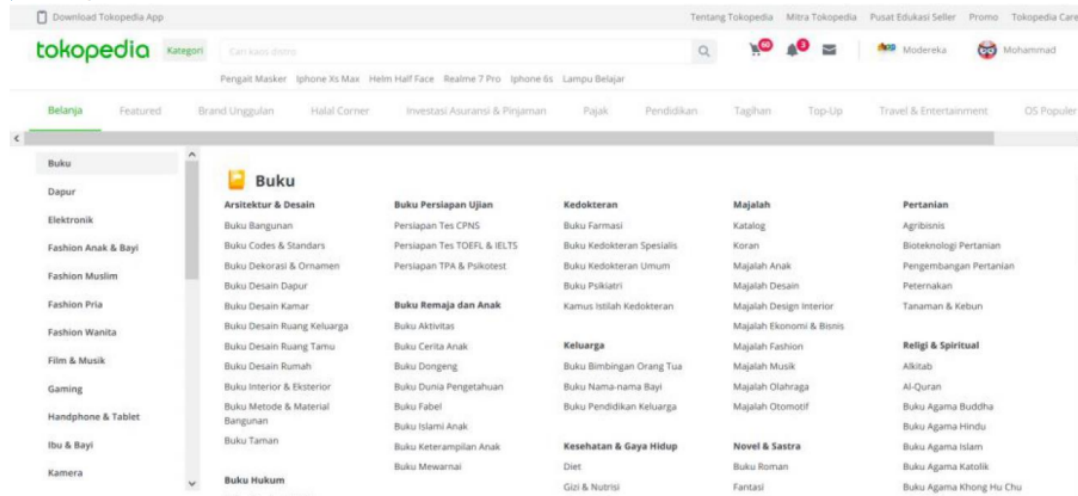 Download Tokopedia App
Tentang Tokopedia Mitra Tokopedia Pusat Edukasi Seller Promo Tokopedia Care
tokopedia Kategori Cari kaos distro 60 3 Modereka Mohammad
Pengait Masker Iphone Xs Max Helm Half Face Realme 7 Pro Iphone 6s Lampu Belajar
Belanja Featured Brand Unggulan Halal Corner Investasi Asuransi & Pinjaman Pajak Pendidikan Tagihan Top-Up Travel & Entertainment OS Populer
Buku
Dapur
Elektronik
Fashion Anak & Bayi
Fashion Muslim
Fashion Pria
Fashion Wanita
Film & Musik
Gaming
Handphone & Tablet
Ibu & Bayi
Kamera
Buku
Arsitektur & Desain
Buku Bangunan
Buku Codes & Standars
Buku Dekorasi & Ornamen
Buku Desain Dapur
Buku Desain Kamar
Buku Desain Ruang Keluarga
Buku Desain Ruang Tamu
Buku Desain Rumah
Buku Interior & Eksterior
Buku Metode & Material
Bangunan
Buku Taman
Buku Hukum
Buku Persiapan Ujian
Persiapan Tes CPNS
Persiapan Tes TOEFL & IELTS
Persiapan TPA & Psikotest
Buku Remaja dan Anak
Buku Aktivitas
Buku Cerita Anak
Buku Dongeng
Buku Dunia Pengetahuan
Buku Fabel
Buku Islami Anak
Buku Keterampilan Anak
Buku Mewarnai
Kedokteran
Buku Farmasi
Buku Kedokteran Spesialis
Buku Kedokteran Umum
Buku Psikiatri
Kamus Istilah Kedokteran
Keluarga
Buku Bimbingan Orang Tua
Buku Nama-nama Bayi
Buku Pendidikan Keluarga
Kesehatan & Gaya Hidup
Diet
Gizi & Nutrisi
Majalah
Katalog
Koran
Majalah Anak
Majalah Desain
Majalah Design Interior
Majalah Ekonomi & Bisnis
Majalah Fashion
Majalah Musik
Majalah Olahraga
Majalah Otomotif
Novel & Sastra
Buku Roman
Fantasi
Pertanian
Agribisnis
Bioteknologi Pertanian
Pengembangan Pertanian
Peternakan
Tanaman & Kebun
Religi & Spiritual
Alkitab
Al-Quran
Buku Agama Buddha
Buku Agama Hindu
Buku Agama Islam
Buku Agama Katolik
Buku Agama Khong Hu Chu